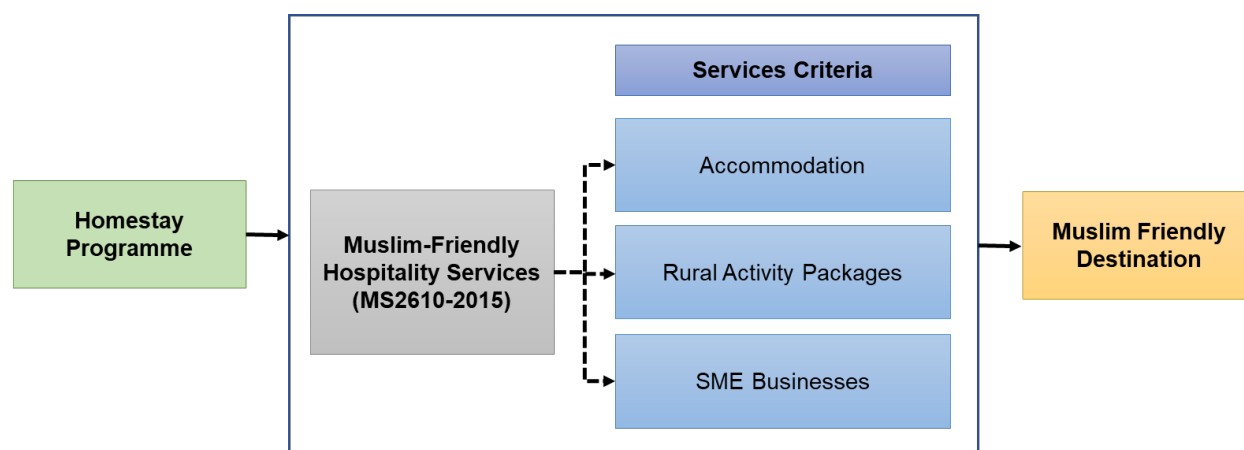 Homestay
Programme
Muslim-Friendly
Hospitality Services
(MS2610-2015)
Services Criteria
Accommodation
Rural Activity Packages
SME Businesses
Muslim Friendly
Destination